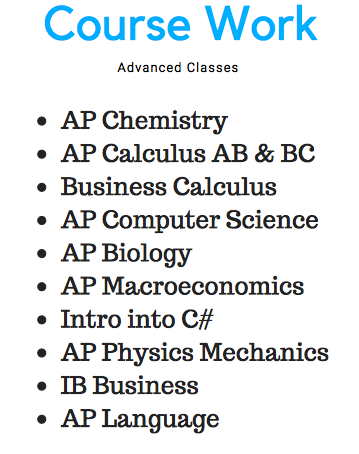 Course Work
Advanced Classes
• AP Chemistry
• AP Calculus AB & BC
• Business Calculus
• AP Computer Science
• AP Biology
• AP Macroeconomics
• Intro into C#
• AP Physics Mechanics
• IB Business
• AP Language